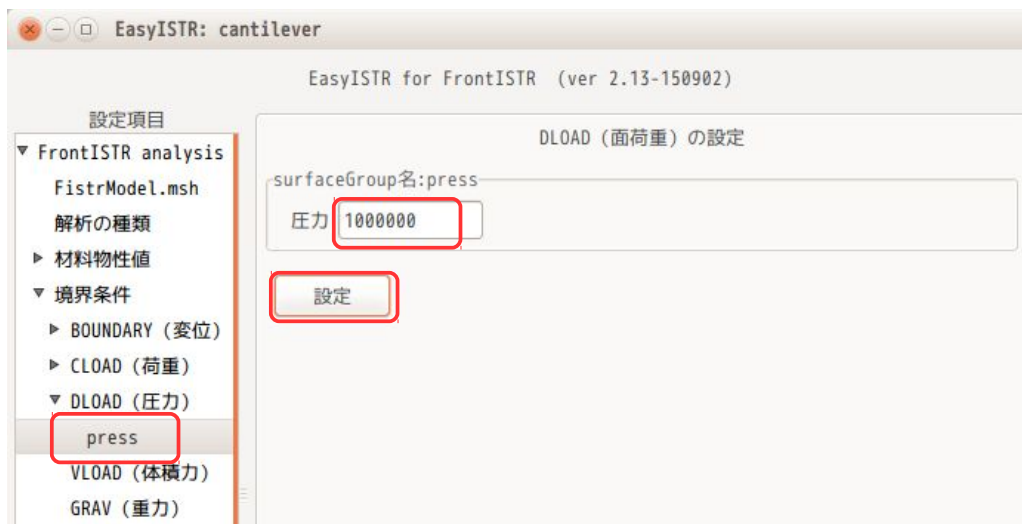 EasyISTR: cantilever
EasyISTR for FrontISTR (ver 2.13-150902)
設定項目
FrontISTR analysis
FistrModel.msh
解析の種類
材料物性値
境界条件
BOUNDARY (変位)
CLOAD (荷重)
DLOAD (圧力)
press
VLOAD (体積力)
GRAV (重力)
DLOAD (面荷重) の設定
surfaceGroup名:press
圧力 1000000
設定